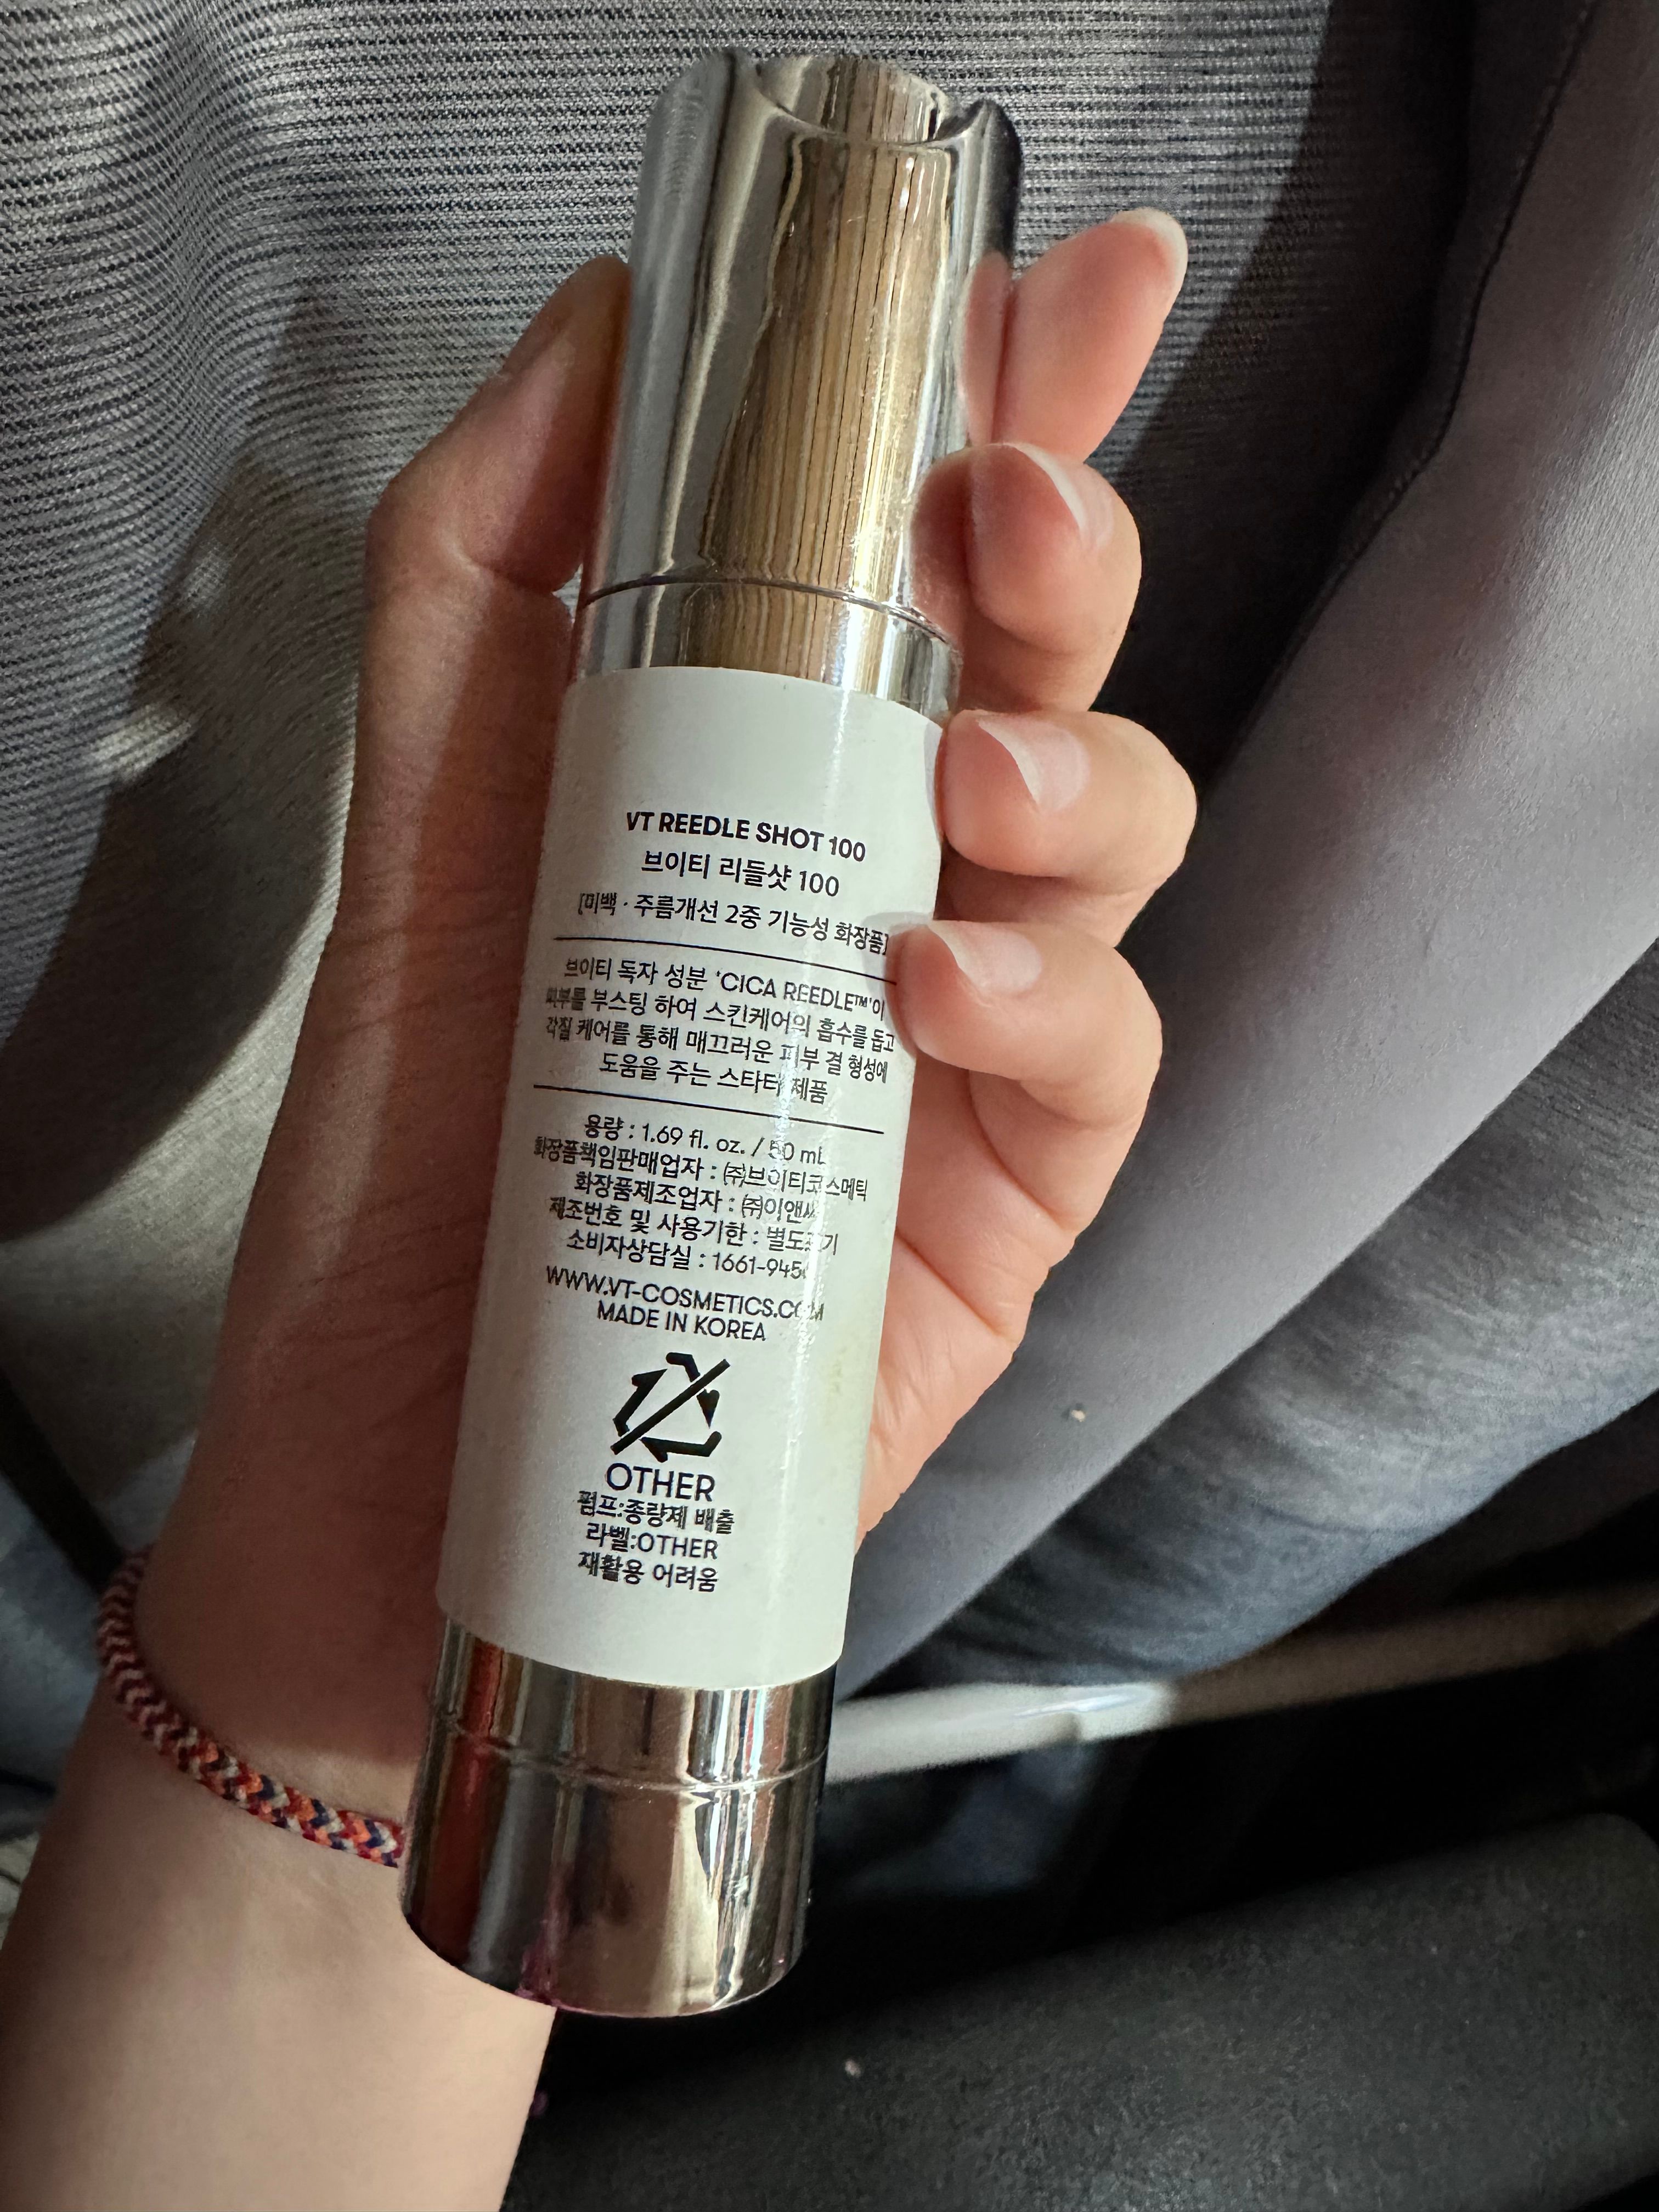 VT REEDLE SHOT 100
브이티 리들샷 100
[미백 · 주름개선 2중 기능성 화장품]
브이티 독자 성분 'CICA REEDLE™'이
피부를 부스팅 하여 스킨케어의 흡수를 돕고
각질 케어를 통해 매끄러운 피부 결 형성에
도움을 주는 스타터 제품
용량 : 1.69 fl. oz. / 50 mL
화장품책임판매업자 : ㈜브이티코스메틱
화장품제조업자 : ㈜이앤씨
제조번호 및 사용기한 : 별도표기
소비자상담실 :
WWW.VT-COSMETICS.COM
MADE IN KOREA
OTHER
펌프:종량제 배출
라벨:OTHER
재활용 어려움